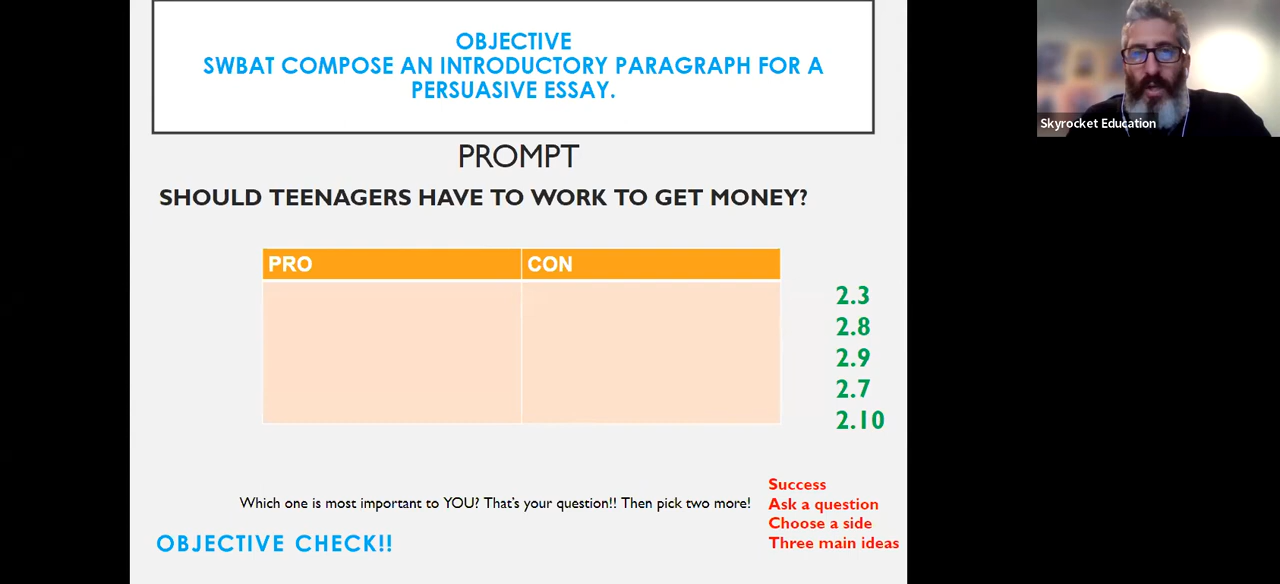 OBJECTIVE
SWBAT COMPOSE AN INTRODUCTORY PARAGRAPH FOR A
PERSUASIVE ESSAY.
PROMPT
SHOULD TEENAGERS HAVE TO WORK TO GET MONEY?
PRO
CON
2.3
2.8
2.9
2.7
2.10
Which one is most important to YOU? That's your question!! Then pick two more!
Success
Ask a question
Choose a side
Three main ideas
OBJECTIVE CHECK!!
Skyrocket Education